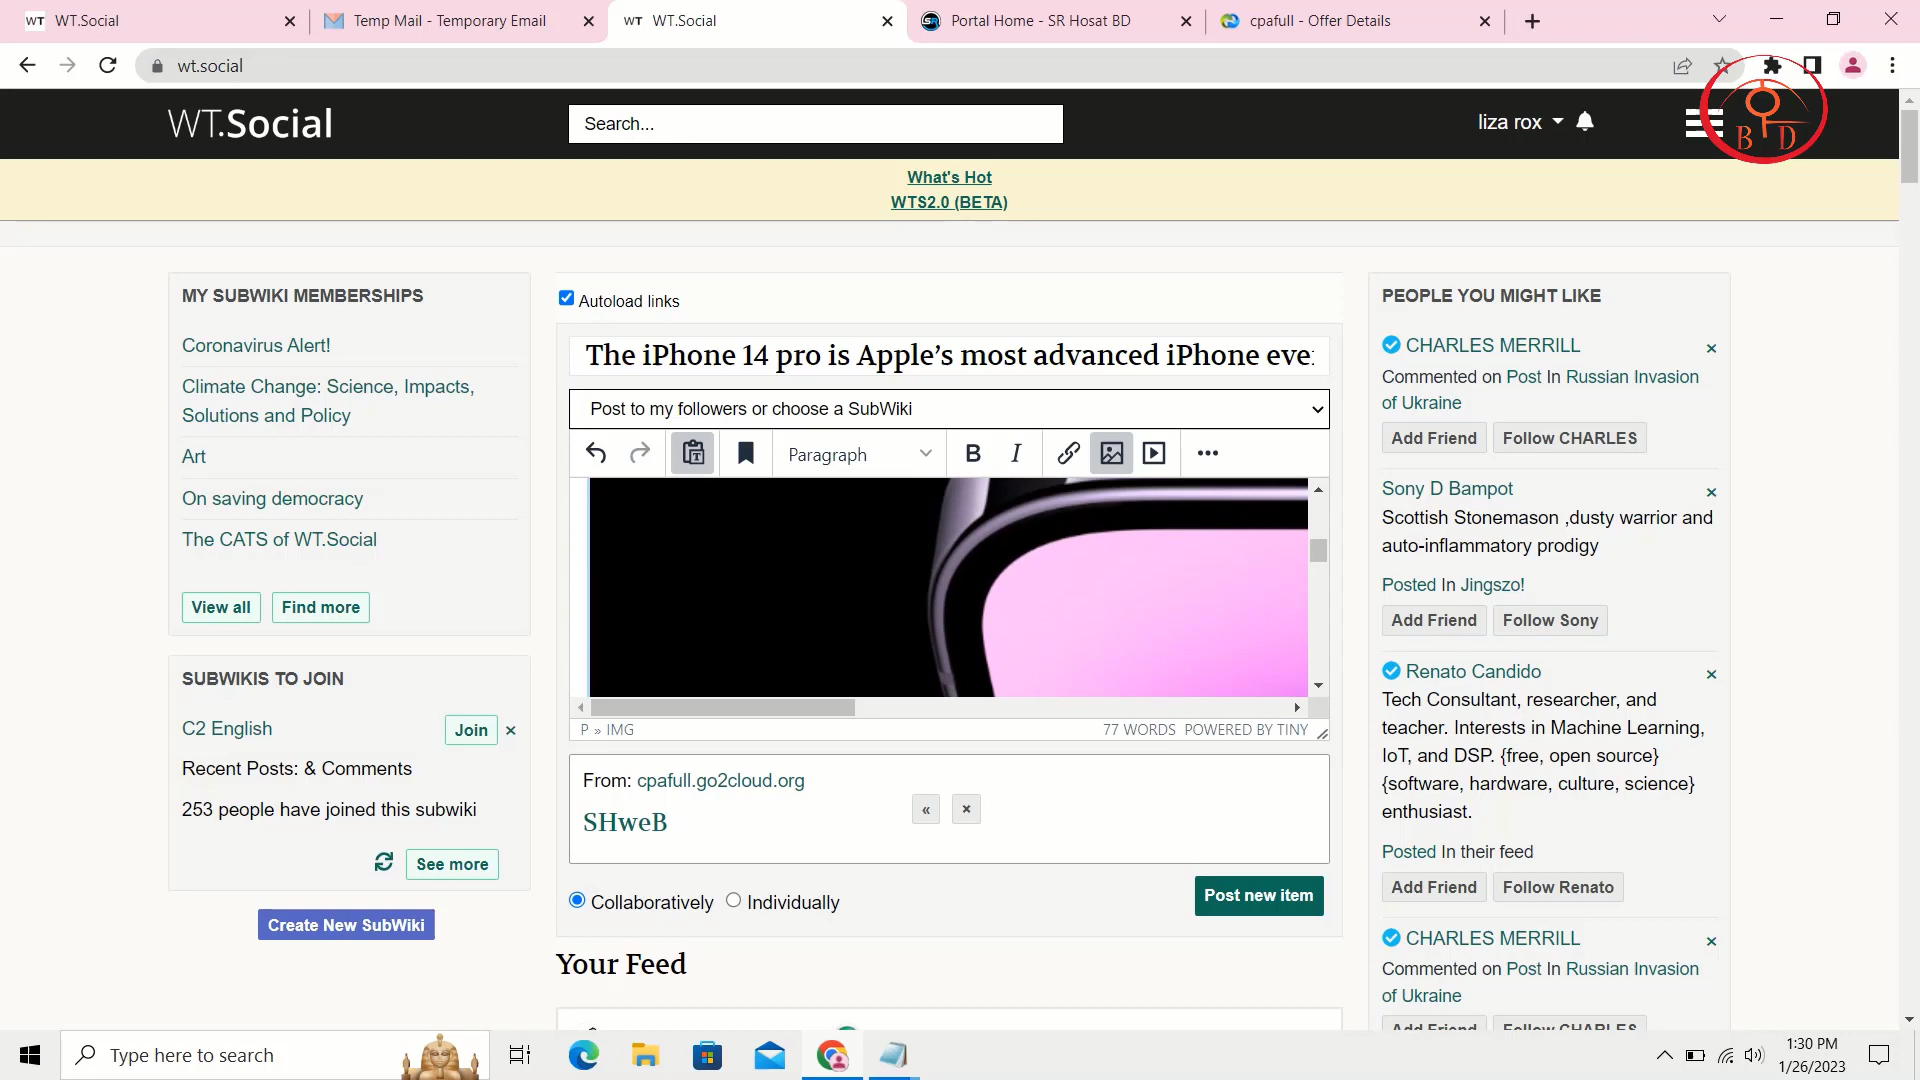 WT WT.Social
Temp Mail - Temporary Email
WT WT.Social
SR Portal Home - SR Hosat BD
cpafull - Offer Details
wt.social
WT.Social
Search...
liza rox
B D
What's Hot
WTS2.0 (BETA)
MY SUBWIKI MEMBERSHIPS
Coronavirus Alert!
Climate Change: Science, Impacts,
Solutions and Policy
Art
On saving democracy
The CATS of WT.Social
View all Find more
SUBWIKIS TO JOIN
C2 English Join ×
Recent Posts: & Comments
253 people have joined this subwiki
See more
Create New SubWiki
Autoload links
The iPhone 14 pro is Apple’s most advanced iPhone eve
Post to my followers or choose a SubWiki
Paragraph B I
P » IMG 77 WORDS POWERED BY TINY
From: cpafull.go2cloud.org
« ×
SHweB
Collaboratively Individually Post new item
Your Feed
PEOPLE YOU MIGHT LIKE
CHARLES MERRILL ×
Commented on Post In Russian Invasion
of Ukraine
Add Friend Follow CHARLES
Sony D Bampot ×
Scottish Stonemason ,dusty warrior and
auto-inflammatory prodigy
Posted In Jingszo!
Add Friend Follow Sony
Renato Candido ×
Tech Consultant, researcher, and
teacher. Interests in Machine Learning,
IoT, and DSP. {free, open source}
{software, hardware, culture, science}
enthusiast.
Posted In their feed
Add Friend Follow Renato
CHARLES MERRILL ×
Commented on Post In Russian Invasion
of Ukraine
Add Friend Follow CHARLES
Type here to search
1:30 PM
1/26/2023